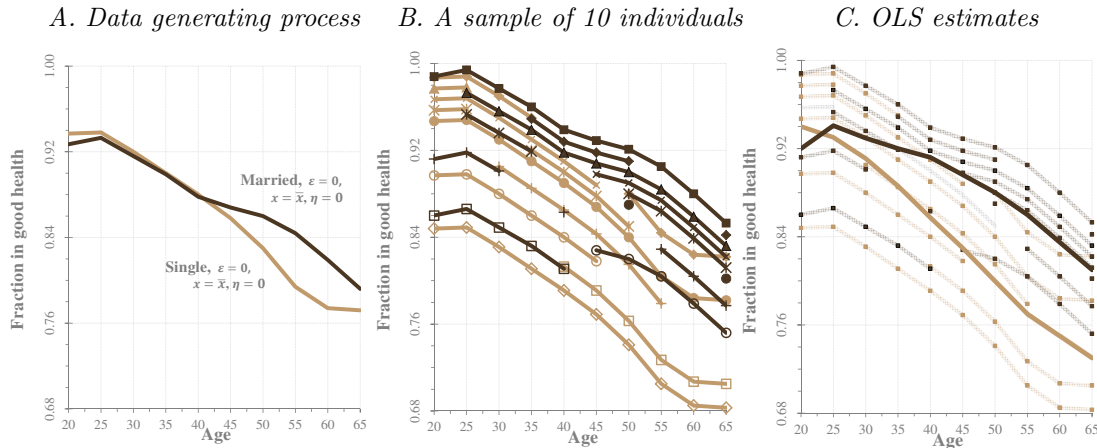 A. Data generating process
B. A sample of 10 individuals
C. OLS estimates
Fraction in good health
1.00
0.92
0.84
0.76
0.68
Married, ε = 0,
x = x̅, η = 0
Single, ε = 0,
x = x̅, η = 0
20 25 30 35 40 45 50 55 60 65
Age
Fraction in good health
1.00
0.92
0.84
0.76
0.68
20 25 30 35 40 45 50 55 60 65
Age
Fraction in good health
1.00
0.92
0.84
0.76
0.68
20 25 30 35 40 45 50 55 60 65
Age